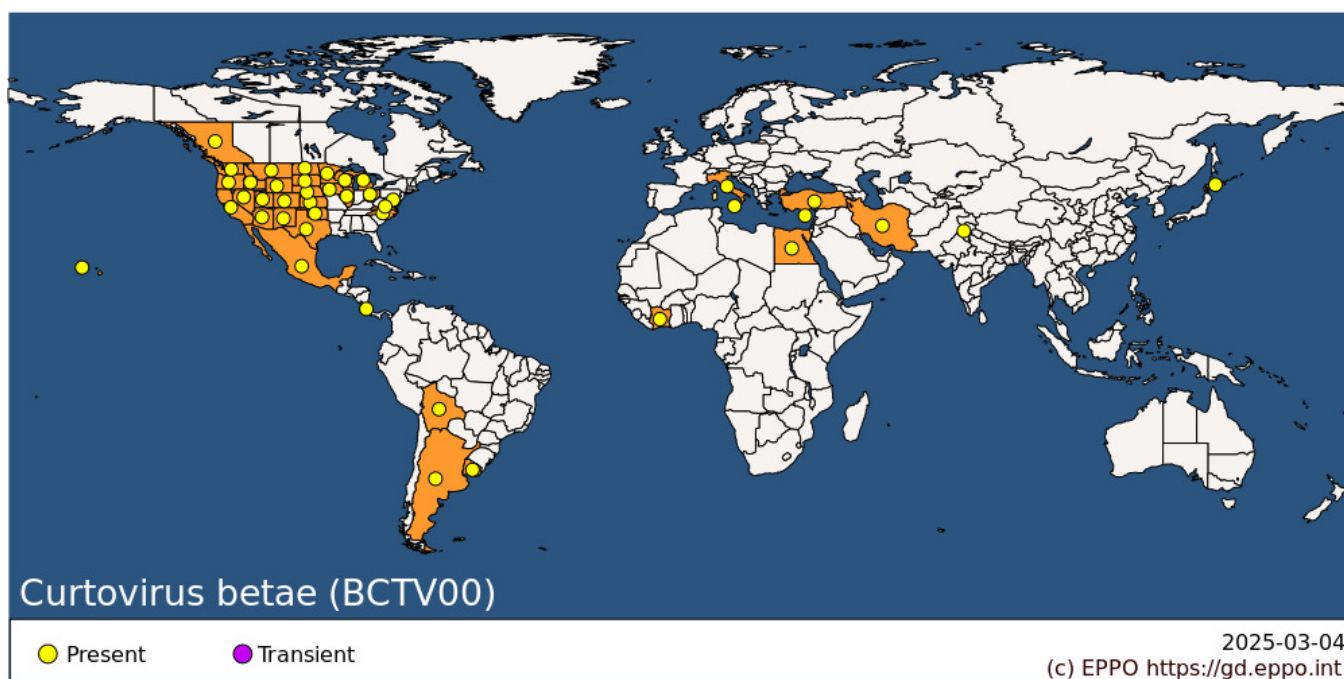 Curtovirus betae (BCTV00)
Present
Transient
2025-03-04
(c) EPPO https://gd.eppo.int